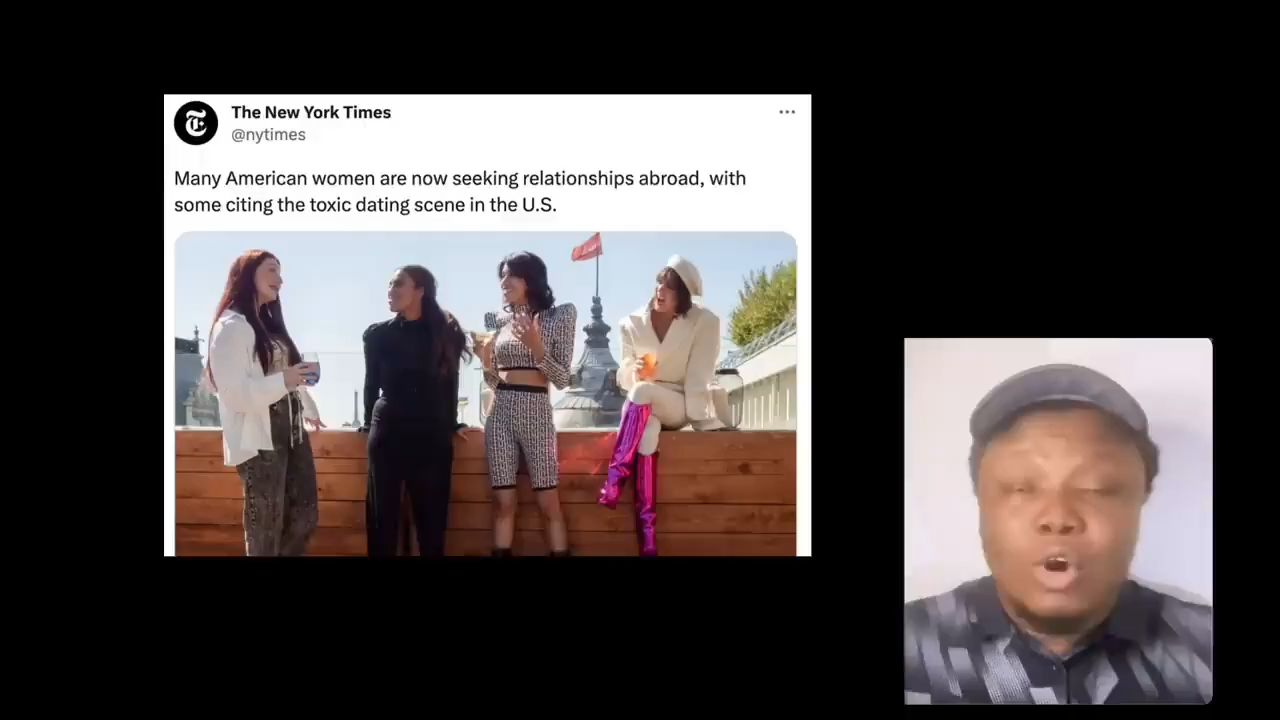 The New York Times
@nytimes
Many American women are now seeking relationships abroad, with
some citing the toxic dating scene in the U.S.